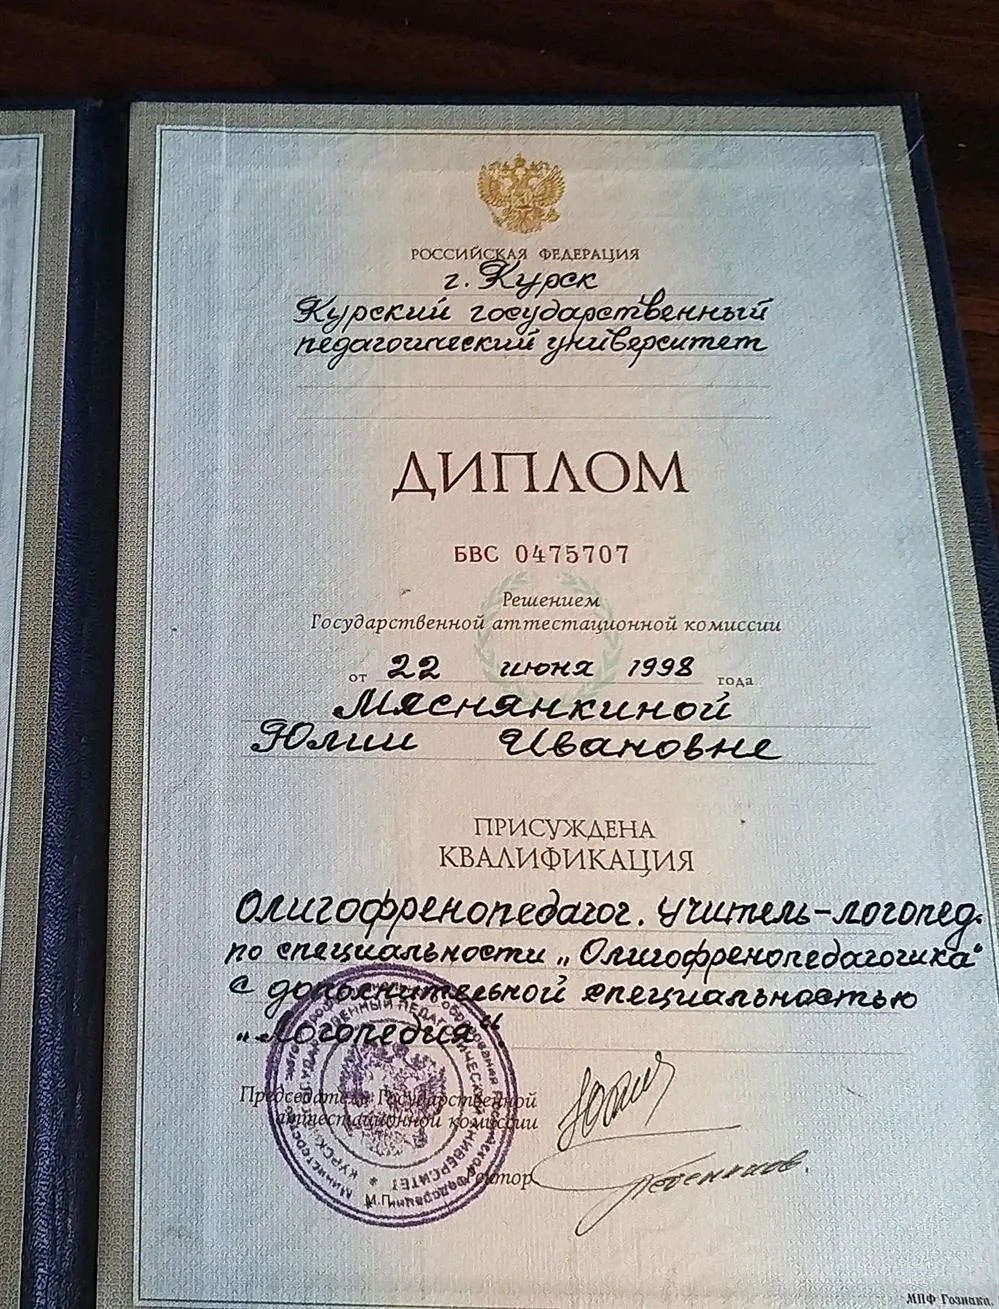 РОССИЙСКАЯ ФЕДЕРАЦИЯ
г. Курск
Курский государственный
педагогический университет
ДИПЛОМ
БВС 0475707
Решением
Государственной аттестационной комиссии
от 22 июня 1998 года
Мяснянкиной
Юлии Ивановне
ПРИСУЖДЕНА
КВАЛИФИКАЦИЯ
Олигофренопедагог. Учитель-логопед.
по специальности „Олигофренопедагогика“
с дополнительной специальностью
„Логопедия“.
Председатель Государственной
аттестационной комиссии
Ректор
М.П.
КУРСК
УНИВЕРСИТЕТ
МПФ Гознака.